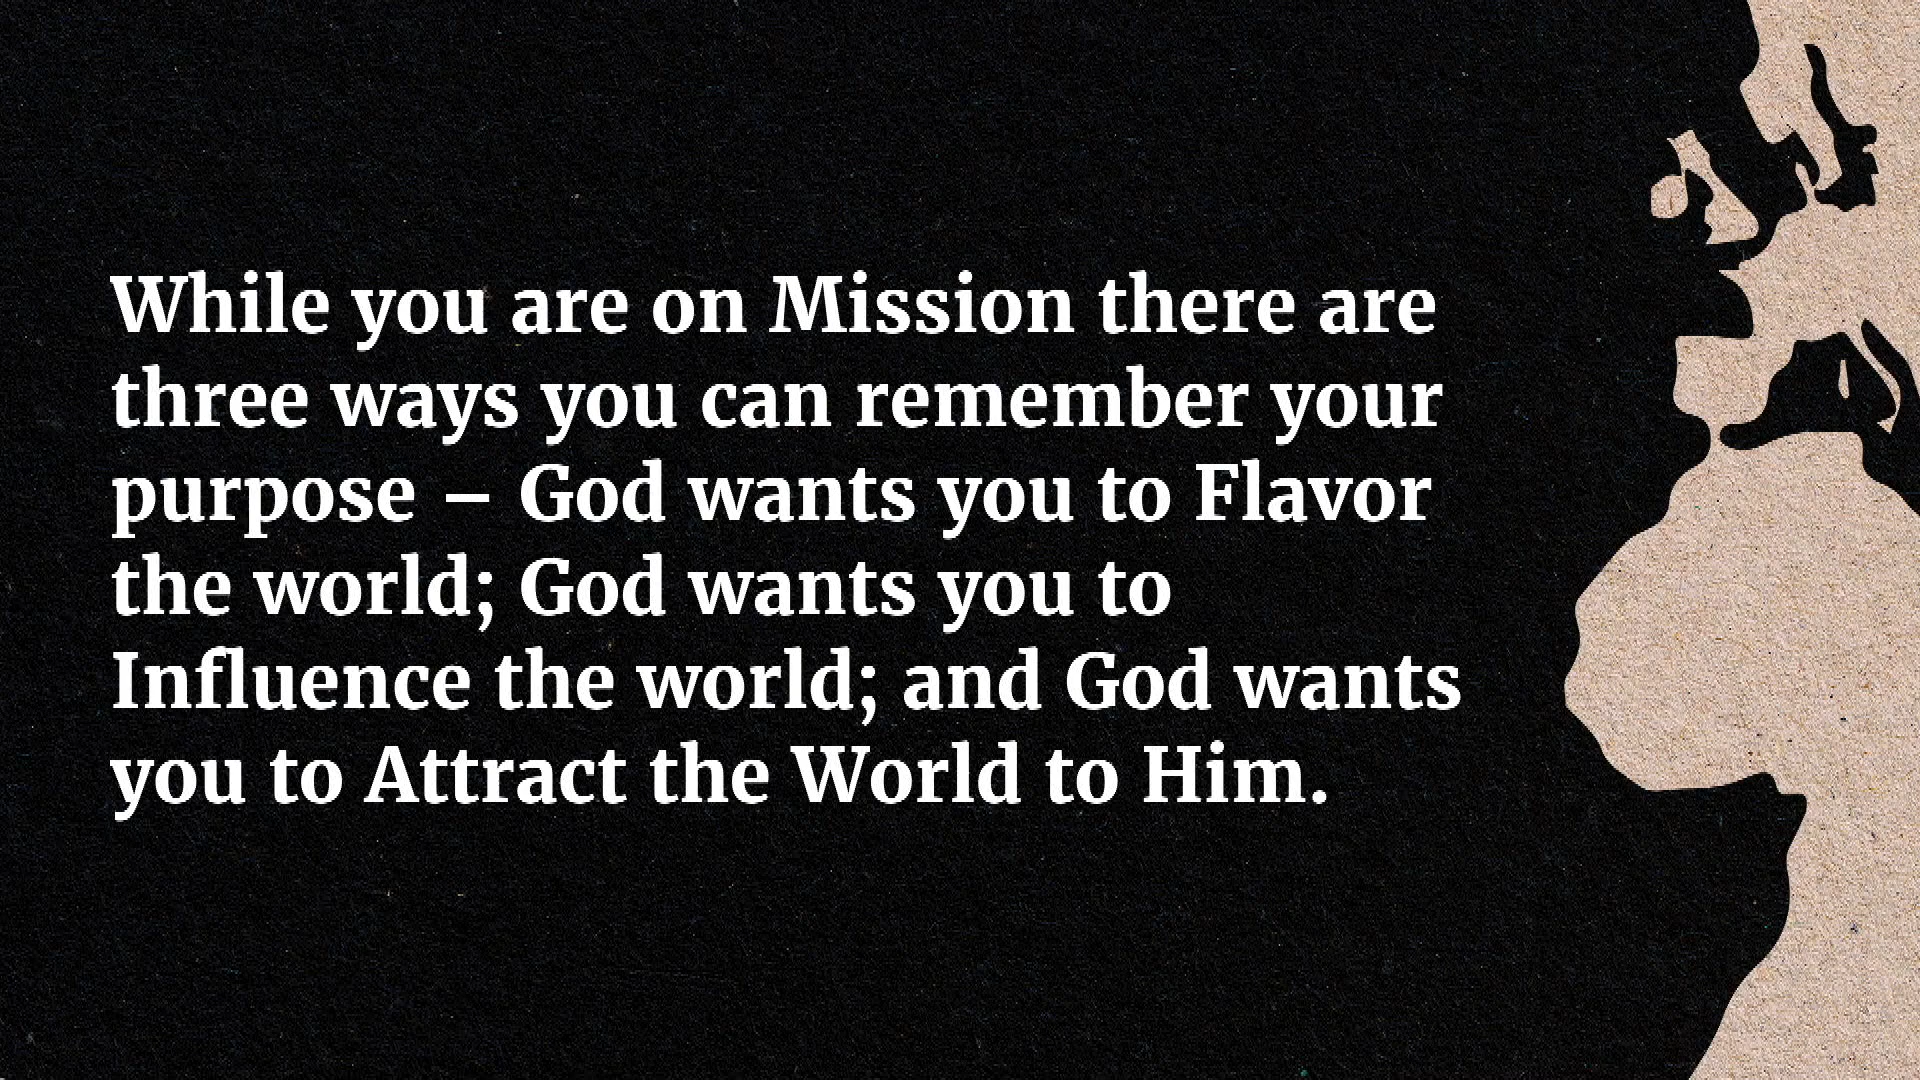 While you are on Mission there are
three ways you can remember your
purpose – God wants you to Flavor
the world; God wants you to
Influence the world; and God wants
you to Attract the World to Him.